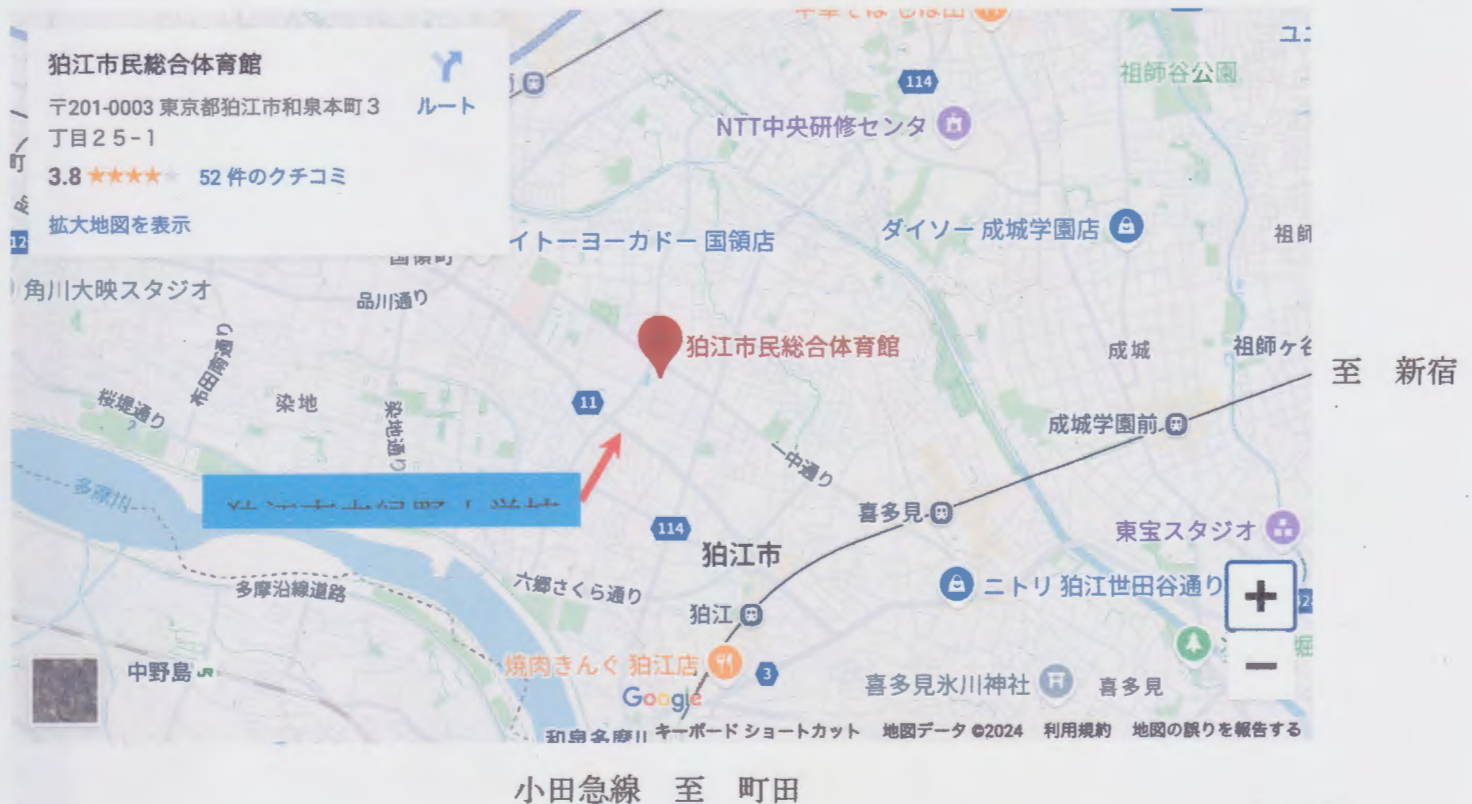 狛江市民総合体育館
ルート
〒201-0003 東京都狛江市和泉本町3
丁目25-1
3.8 52 件のクチコミ
拡大地図を表示
114
祖師谷公園
NTT中央研修センタ
イトーヨーカドー 国領店
ダイソー 成城学園店
祖師
角川大映スタジオ
品川通り
布田南通り
狛江市民総合体育館
成城
祖師ヶ谷
至 新宿
桜堤通り
染地
染地通り
11
成城学園前
一中通り
多摩川
喜多見
114
狛江市
東宝スタジオ
多摩沿線道路
六郷さくら通り
ニトリ 狛江世田谷通り
+
狛江
中野島
焼肉きんぐ 狛江店
3
喜多見氷川神社
喜多見
−
Google
和泉多摩川
キーボード ショートカット 地図データ ©2024 利用規約 地図の誤りを報告する
小田急線 至 町田